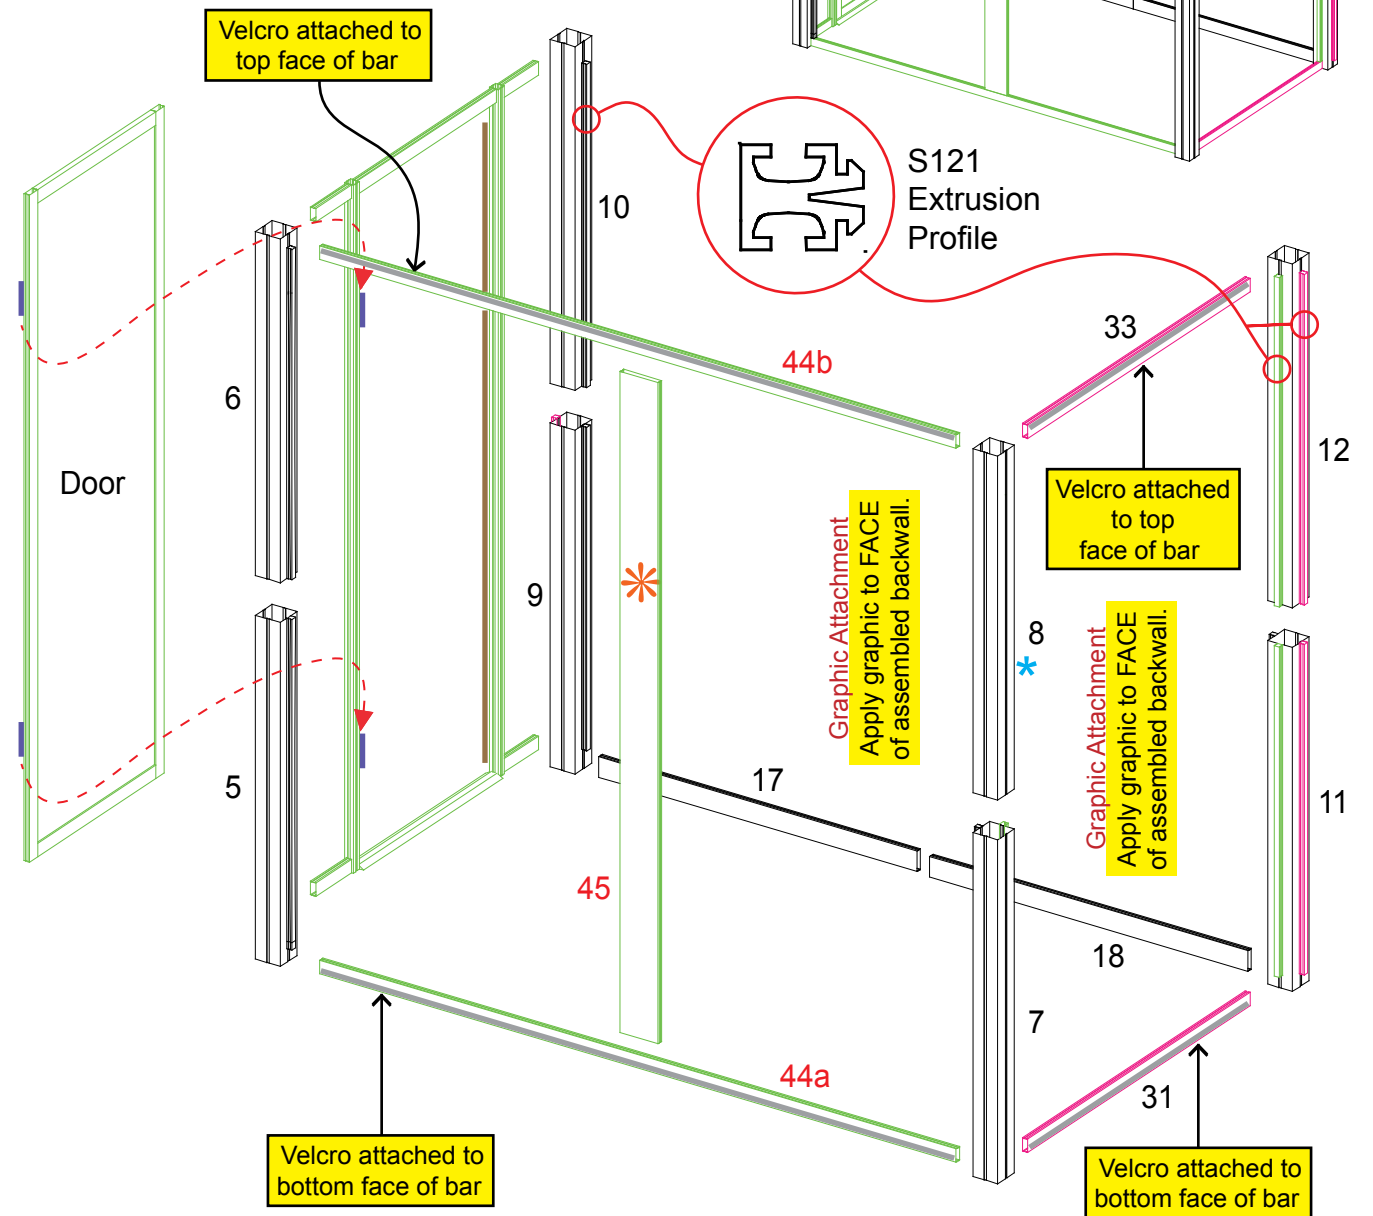 Velcro attached to
top face of bar
S121
Extrusion
Profile
10
33
44b
6
12
Door
Velcro attached
to top
face of bar
Graphic Attachment
Apply graphic to FACE
of assembled backwall.
9
8
*
Graphic Attachment
Apply graphic to FACE
of assembled backwall.
17
5
11
45
18
7
44a
31
Velcro attached to
bottom face of bar
Velcro attached to
bottom face of bar